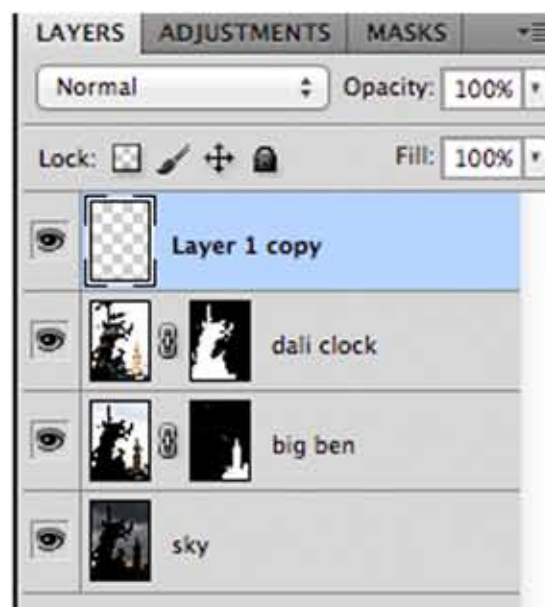 LAYERS ADJUSTMENTS MASKS
Normal Opacity: 100%
Lock: Fill: 100%
Layer 1 copy
dali clock
big ben
sky